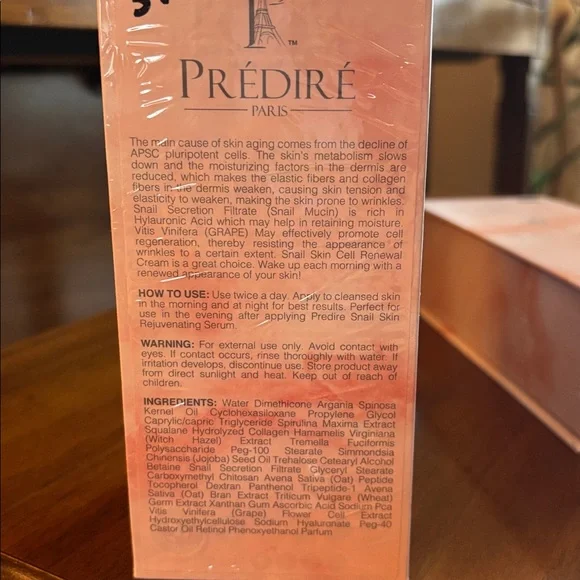 PRÉDIRÉ
PARIS
The main cause of skin aging comes from the decline of
APSC pluripotent cells. The skin's metabolism slows
down and the moisturizing factors in the dermis are
reduced, which makes the elastic fibers and collagen
fibers in the dermis weaken, causing skin tension and
elasticity to weaken, making the skin prone to wrinkles.
Snail Secretion Filtrate (Snail Mucin) is rich in
Hylauronic Acid which may help in retaining moisture.
Vitis Vinifera (GRAPE) May effectively promote cell
regeneration, thereby resisting the appearance of
wrinkles to a certain extent. Snail Skin Cell Renewal
Cream is a great choice. Wake up each morning with a
renewed appearance of your skin!
HOW TO USE: Use twice a day. Apply to cleansed skin
in the morning and at night for best results. Perfect for
use in the evening after applying Predire Snail Skin
Rejuvenating Serum.
WARNING: For external use only. Avoid contact with
eyes. If contact occurs, rinse thoroughly with water. If
irritation develops, discontinue use. Store product away
from direct sunlight and heat. Keep out of reach of
children.
INGREDIENTS: Water Dimethicone Argania Spinosa
Kernel Oil Cyclohexasiloxane Propylene Glycol
Caprylic/capric Triglyceride Spirulina Maxima Extract
Squalane Hydrolyzed Collagen Hamamelis Virginiana
(Witch Hazel) Extract Tremella Fuciformis
Polysaccharide Peg-100 Stearate Simmondsia
Chinensis (Jojoba) Seed Oil Trehalose Cetearyl Alcohol
Betaine Snail Secretion Filtrate Glyceryl Stearate
Carboxymethyl Chitosan Avena Sativa (Oat) Peptide
Tocopherol Dextran Panthenol Tripeptide-1 Avena
Sativa (Oat) Bran Extract Triticum Vulgare (Wheat)
Germ Extract Xanthan Gum Ascorbic Acid Sodium Pca
Vitis Vinifera (Grape) Flower Cell Extract
Hydroxyethylcellulose Sodium Hyaluronate Peg-40
Castor Oil Retinol Phenoxyethanol Parfum